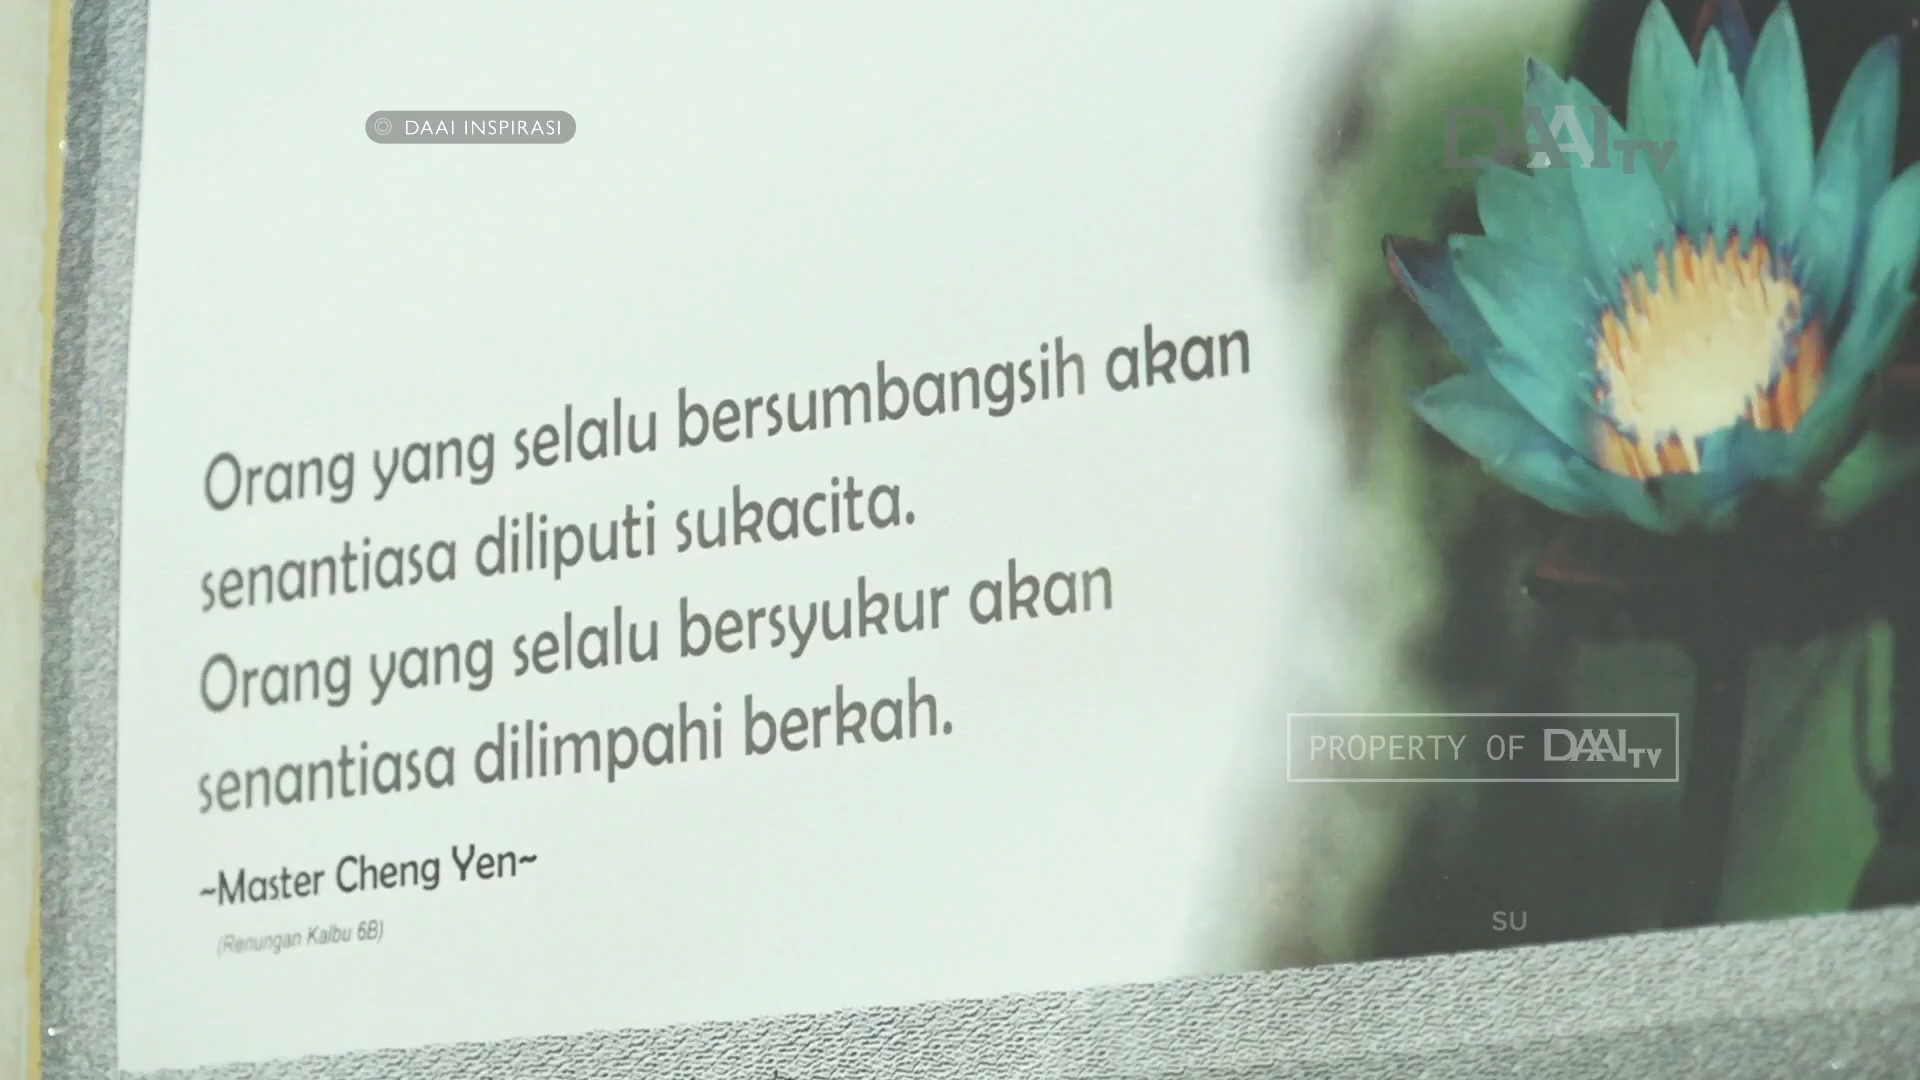 DAAI INSPIRASI
DAAI TV
Orang yang selalu bersumbangsih akan
senantiasa diliputi sukacita.
Orang yang selalu bersyukur akan
senantiasa dilimpahi berkah.
PROPERTY OF DAAI TV
~Master Cheng Yen~
(Renungan Kalbu 6B)
SU